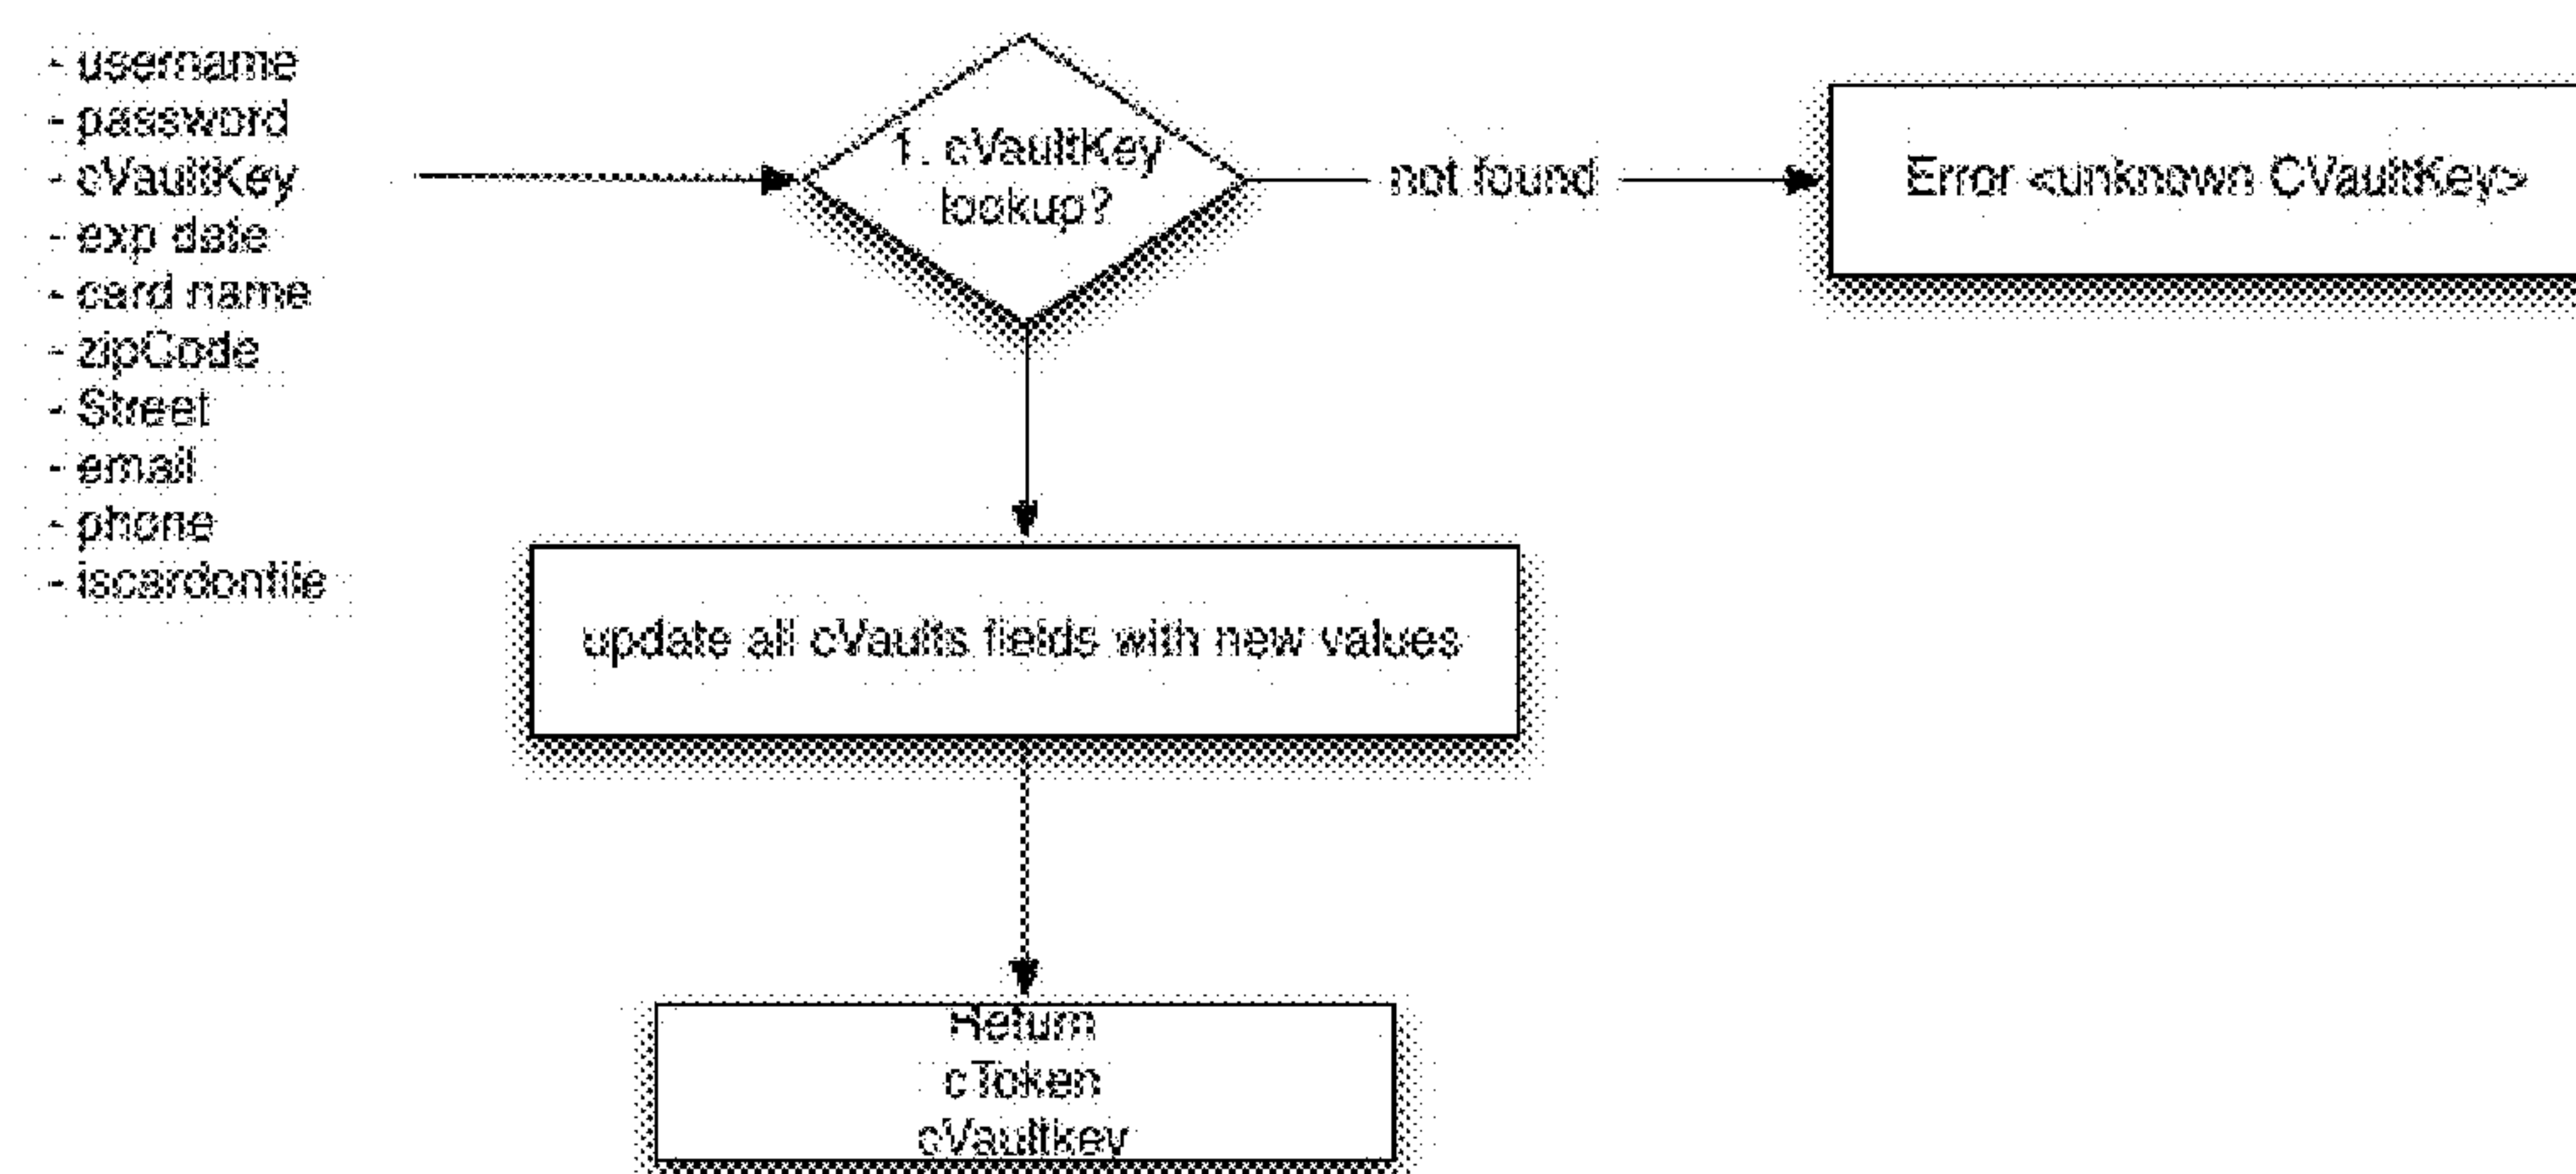 - username
- password
- cVaultKey
- exp date
- card name
- zipCode
- Street
- email
- phone
- iscardonfile
1. cVaultKey
lookup?
not found
Error <unknown CVaultKey>
update all cVaults fields with new values
Return
cToken
cVaultkey